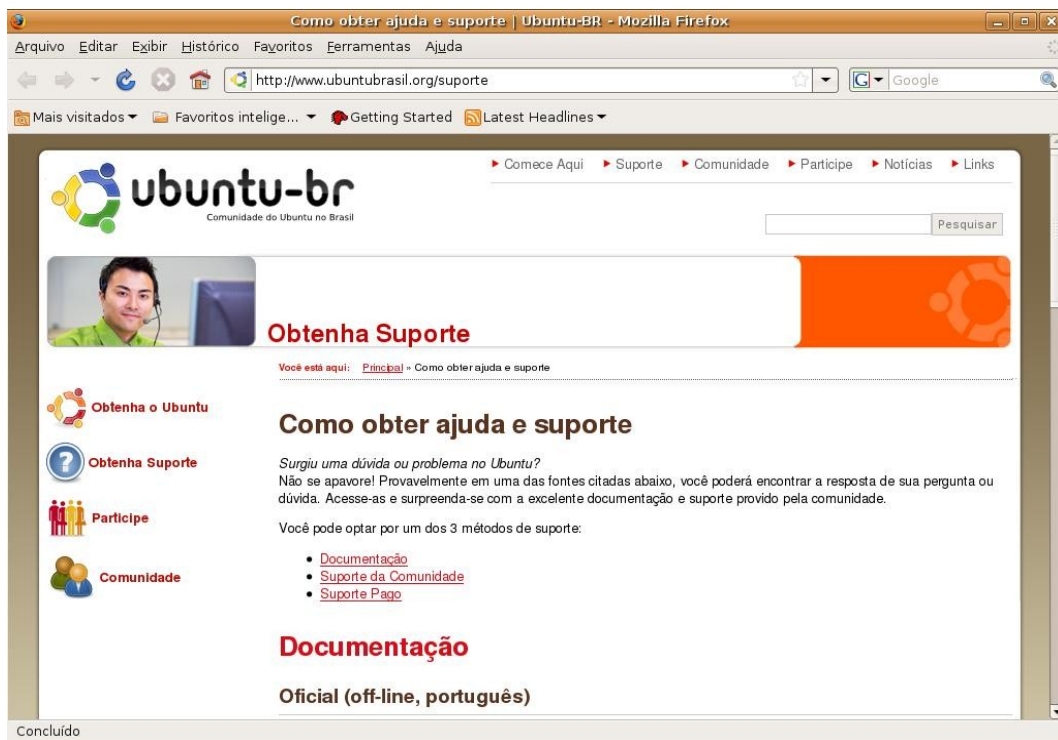 Como obter ajuda e suporte | Ubuntu-BR - Mozilla Firefox
Arquivo Editar Exibir Histórico Favoritos Ferramentas Ajuda
http://www.ubuntubrasil.org/suporte
G Google
Mais visitados Favoritos intelige... Getting Started Latest Headlines
Comece Aqui Suporte Comunidade Participe Notícias Links
ubuntu-br
Comunidade do Ubuntu no Brasil
Pesquisar
Obtenha Suporte
Você está aqui: Principal » Como obter ajuda e suporte
Obtenha o Ubuntu
Obtenha Suporte
Participe
Comunidade
Como obter ajuda e suporte
Surgiu uma dúvida ou problema no Ubuntu?
Não se apavore! Provavelmente em uma das fontes citadas abaixo, você poderá encontrar a resposta de sua pergunta ou
dúvida. Acesse-as e surpreenda-se com a excelente documentação e suporte provido pela comunidade.
Você pode optar por um dos 3 métodos de suporte:
Documentação
Suporte da Comunidade
Suporte Pago
Documentação
Oficial (off-line, português)
Concluído